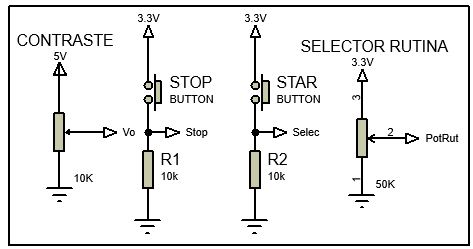 CONTRASTE
5V
Vo
10K
3.3V
STOP
BUTTON
Stop
R1
10k
3.3V
STAR
BUTTON
Selec
R2
10k
SELECTOR RUTINA
3.3V
3
2
PotRut
1
50K